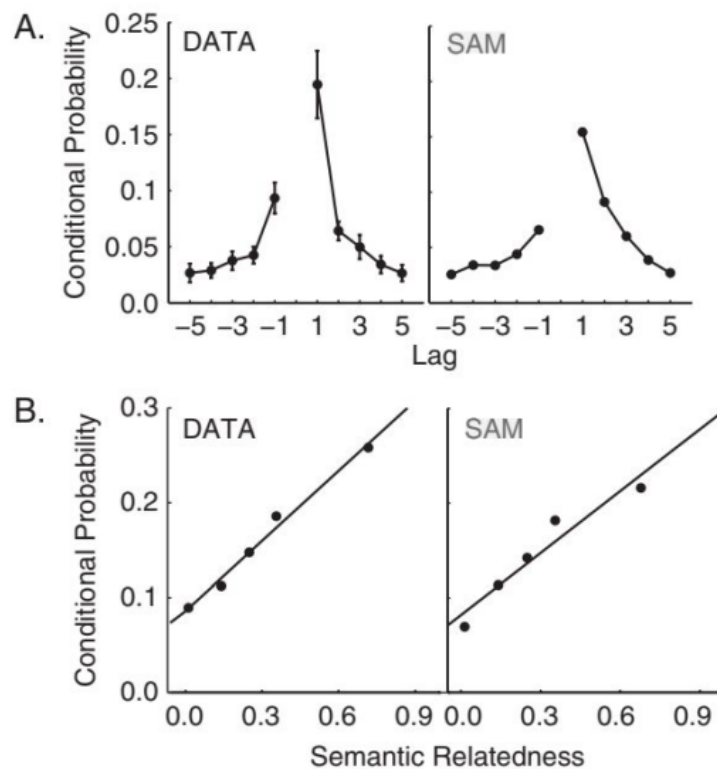 A.
DATA
SAM
Conditional Probability
0.25
0.2
0.15
0.1
0.05
0.0
−5 −3 −1 1 3 5
−5 −3 −1 1 3 5
Lag
B.
DATA
SAM
Conditional Probability
0.3
0.2
0.1
0.0
0.0 0.3 0.6 0.9
0.0 0.3 0.6 0.9
Semantic Relatedness